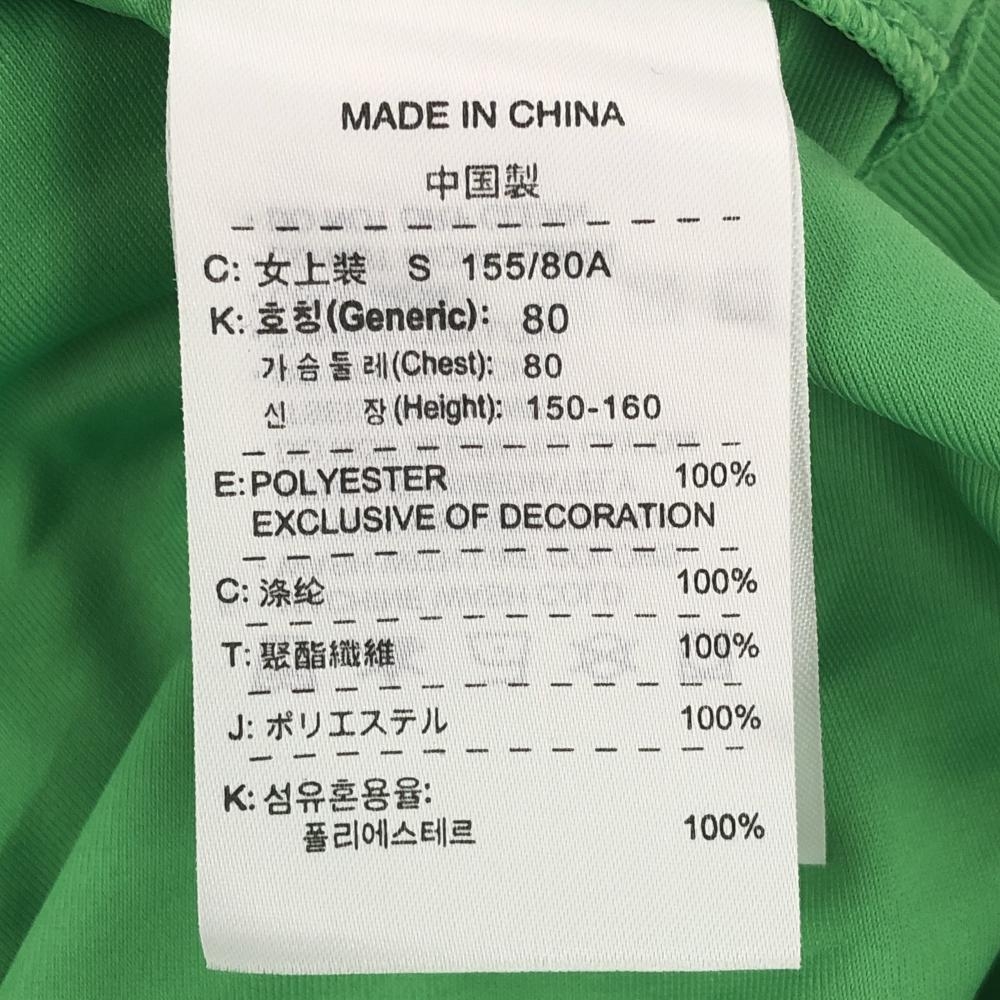 MADE IN CHINA
中国製
C: 女上装 S 155/80A
K: 호칭(Generic): 80
가슴둘레(Chest): 80
신 장(Height): 150-160
E:POLYESTER 100%
EXCLUSIVE OF DECORATION
C: 涤纶 100%
T: 聚酯纖維 100%
J: ポリエステル 100%
K: 섬유혼용율:
폴리에스테르 100%